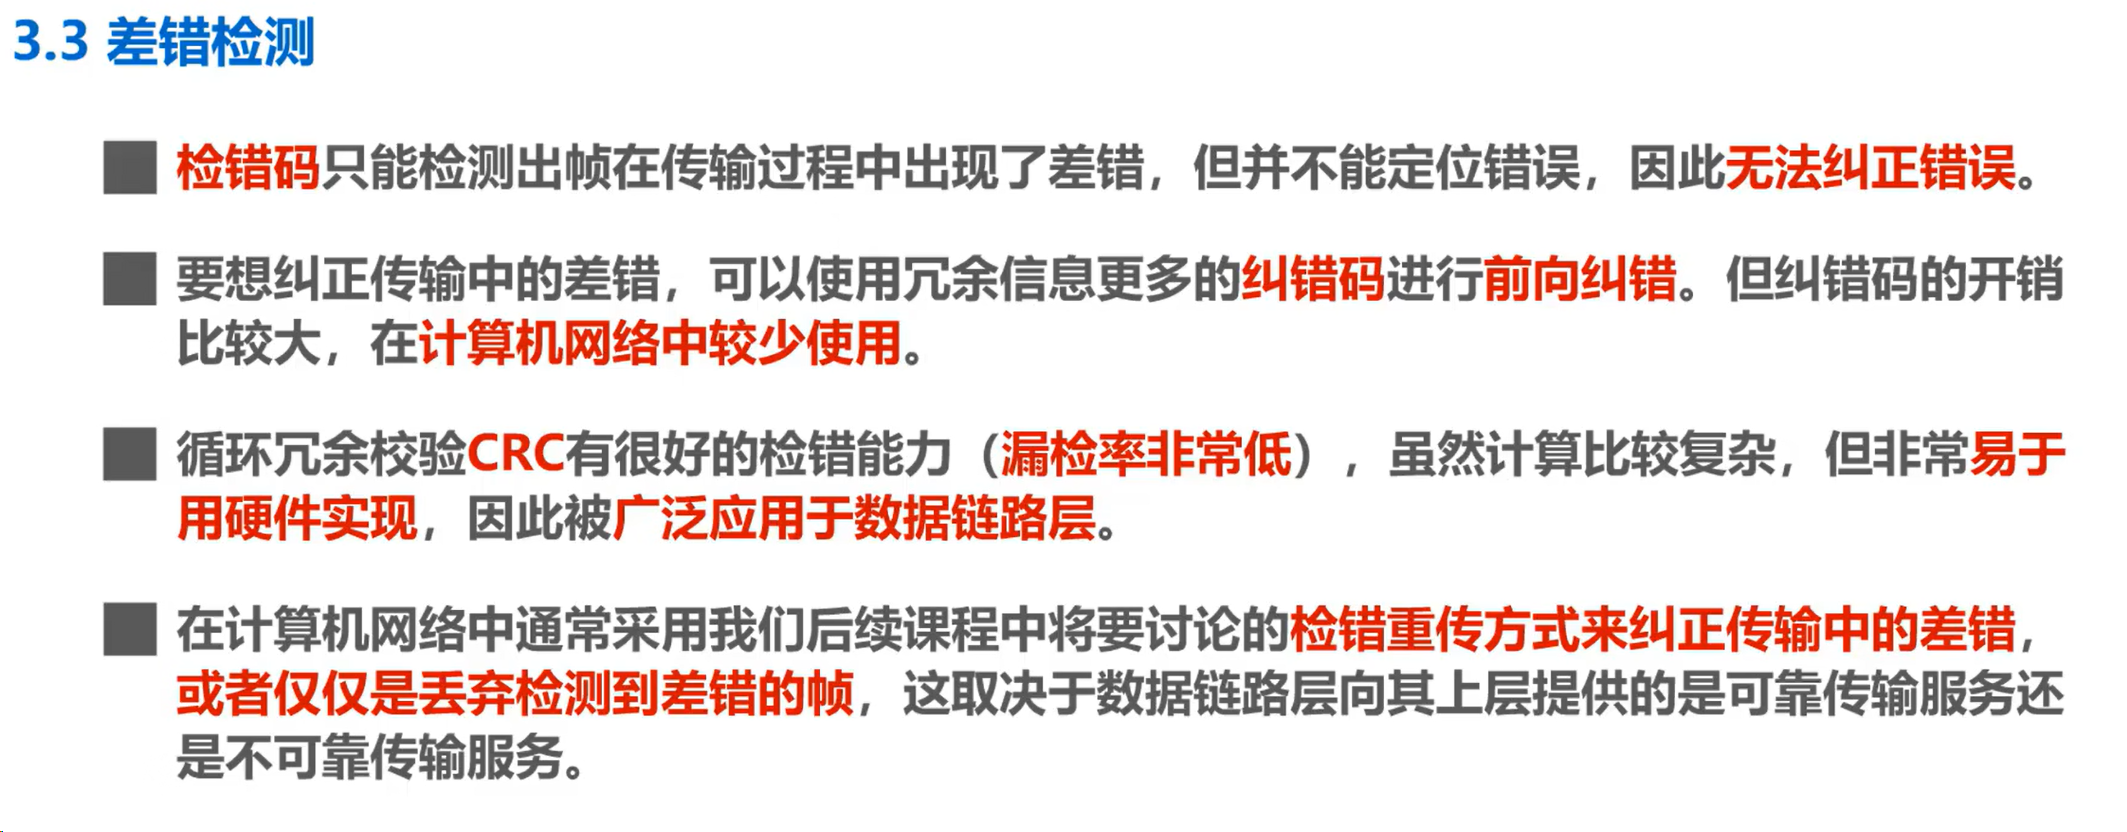 3.3 差错检测
检错码只能检测出帧在传输过程中出现了差错，但并不能定位错误，因此无法纠正错误。
要想纠正传输中的差错，可以使用冗余信息更多的纠错码进行前向纠错。但纠错码的开销
比较大，在计算机网络中较少使用。
循环冗余校验CRC有很好的检错能力（漏检率非常低），虽然计算比较复杂，但非常易于
用硬件实现，因此被广泛应用于数据链路层。
在计算机网络中通常采用我们后续课程中将要讨论的检错重传方式来纠正传输中的差错，
或者仅仅是丢弃检测到差错的帧，这取决于数据链路层向其上层提供的是可靠传输服务还
是不可靠传输服务。